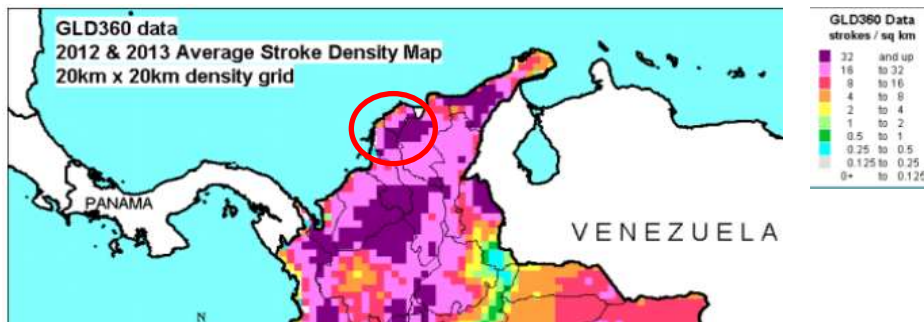 GLD360 data
2012 & 2013 Average Stroke Density Map
20km x 20km density grid
PANAMA
VENEZUELA
N
GLD360 Data
strokes / sq km
32 and up
16 to 32
8 to 16
4 to 8
2 to 4
1 to 2
0.5 to 1
0.25 to 0.5
0.125 to 0.25
0+ to 0.125